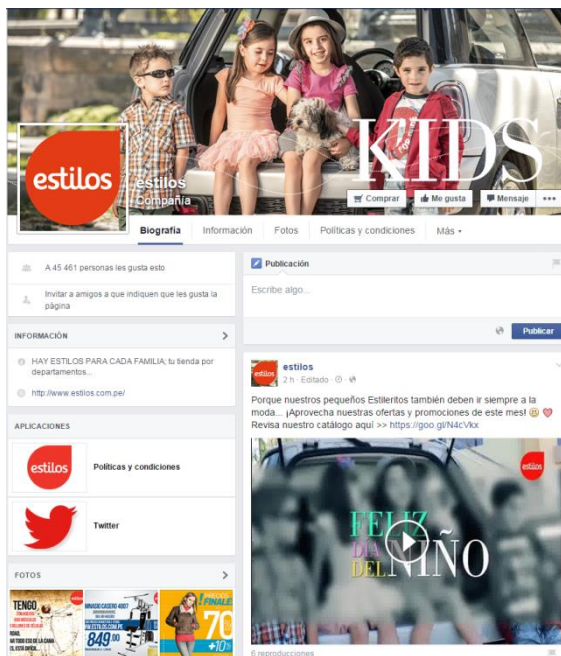 KIDS
estilos
estilos
Compañía
Comprar
Me gusta
Mensaje
Biografía
Información
Fotos
Políticas y condiciones
Más
A 45 461 personas les gusta esto
Invitar a amigos a que indiquen que les gusta la
página
INFORMACIÓN
HAY ESTILOS PARA CADA FAMILIA; tu tienda por
departamentos...
http://www.estilos.com.pe/
APLICACIONES
estilos
Políticas y condiciones
Twitter
FOTOS
TENGO
849.00
¡PRECIOS
FINALES
70
+10%
Publicación
Escribe algo...
Publicar
estilos
estilos
2 h · Editado ·
Porque nuestros pequeños Estileritos también deben ir siempre a la
moda... ¡Aprovecha nuestras ofertas y promociones de este mes! 😊 ❤
Revisa nuestro catálogo aquí >> https://goo.gl/N4cVkx
estilos
FELIZ
DÍA
DEL NIÑO
6 reproducciones